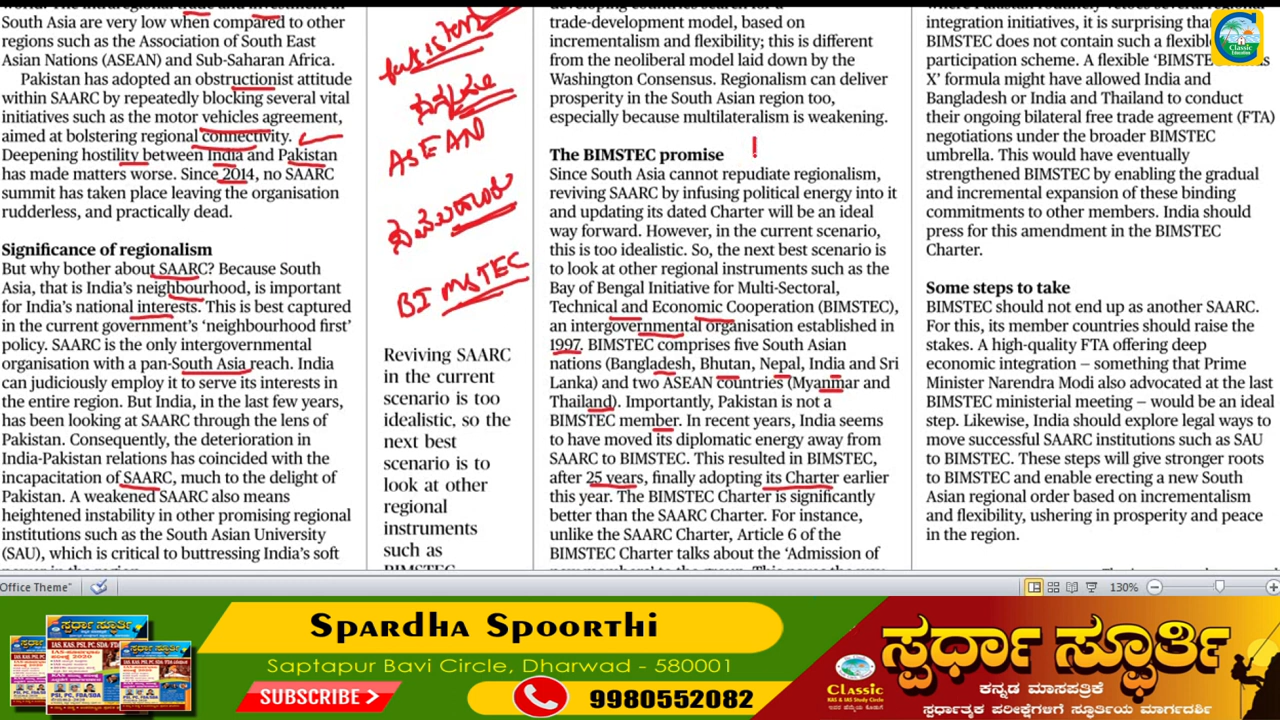 South Asia are very low when compared to other
regions such as the Association of South East
Asian Nations (ASEAN) and Sub-Saharan Africa.
Pakistan has adopted an obstructionist attitude
within SAARC by repeatedly blocking several vital
initiatives such as the motor vehicles agreement,
aimed at bolstering regional connectivity.
Deepening hostility between India and Pakistan
has made matters worse. Since 2014, no SAARC
summit has taken place leaving the organisation
rudderless, and practically dead.
Significance of regionalism
But why bother about SAARC? Because South
Asia, that is India's neighbourhood, is important
for India's national interests. This is best captured
in the current government's 'neighbourhood first'
policy. SAARC is the only intergovernmental
organisation with a pan-South Asia reach. India
can judiciously employ it to serve its interests in
the entire region. But India, in the last few years,
has been looking at SAARC through the lens of
Pakistan. Consequently, the deterioration in
India-Pakistan relations has coincided with the
incapacitation of SAARC, much to the delight of
Pakistan. A weakened SAARC also means
heightened instability in other promising regional
institutions such as the South Asian University
(SAU), which is critical to buttressing India's soft
ASEAN
BIMSTEC
Reviving SAARC
in the current
scenario is too
idealistic, so the
next best
scenario is to
look at other
regional
instruments
such as
BIMSTEC
trade-development model, based on
incrementalism and flexibility; this is different
from the neoliberal model laid down by the
Washington Consensus. Regionalism can deliver
prosperity in the South Asian region too,
especially because multilateralism is weakening.
The BIMSTEC promise
Since South Asia cannot repudiate regionalism,
reviving SAARC by infusing political energy into it
and updating its dated Charter will be an ideal
way forward. However, in the current scenario,
this is too idealistic. So, the next best scenario is
to look at other regional instruments such as the
Bay of Bengal Initiative for Multi-Sectoral,
Technical and Economic Cooperation (BIMSTEC),
an intergovernmental organisation established in
1997. BIMSTEC comprises five South Asian
nations (Bangladesh, Bhutan, Nepal, India and Sri
Lanka) and two ASEAN countries (Myanmar and
Thailand). Importantly, Pakistan is not a
BIMSTEC member. In recent years, India seems
to have moved its diplomatic energy away from
SAARC to BIMSTEC. This resulted in BIMSTEC,
after 25 years, finally adopting its Charter earlier
this year. The BIMSTEC Charter is significantly
better than the SAARC Charter. For instance,
unlike the SAARC Charter, Article 6 of the
BIMSTEC Charter talks about the 'Admission of
integration initiatives, it is surprising that
BIMSTEC does not contain such a flexible
participation scheme. A flexible 'BIMSTEC
X' formula might have allowed India and
Bangladesh or India and Thailand to conduct
their ongoing bilateral free trade agreement (FTA)
negotiations under the broader BIMSTEC
umbrella. This would have eventually
strengthened BIMSTEC by enabling the gradual
and incremental expansion of these binding
commitments to other members. India should
press for this amendment in the BIMSTEC
Charter.
Some steps to take
BIMSTEC should not end up as another SAARC.
For this, its member countries should raise the
stakes. A high-quality FTA offering deep
economic integration – something that Prime
Minister Narendra Modi also advocated at the last
BIMSTEC ministerial meeting – would be an ideal
step. Likewise, India should explore legal ways to
move successful SAARC institutions such as SAU
to BIMSTEC. These steps will give stronger roots
to BIMSTEC and enable erecting a new South
Asian regional order based on incrementalism
and flexibility, ushering in prosperity and peace
in the region.
Classic
Education
Office Theme"
130%
ಸ್ಪರ್ಧಾ ಸ್ಫೂರ್ತಿ
Spardha Spoorthi
Saptapur Bavi Circle, Dharwad - 580001
SUBSCRIBE >
9980552082
Classic
IAS & KAS Study Circle
ಸ್ಪರ್ಧಾ ಸ್ಫೂರ್ತಿ
ಕನ್ನಡ ಮಾಸಪತ್ರಿಕೆ
ಸ್ಪರ್ಧಾತ್ಮಕ ಪರೀಕ್ಷೆಗಳಿಗೆ ಸ್ಫೂರ್ತಿಯ ಮಾರ್ಗದರ್ಶಿ